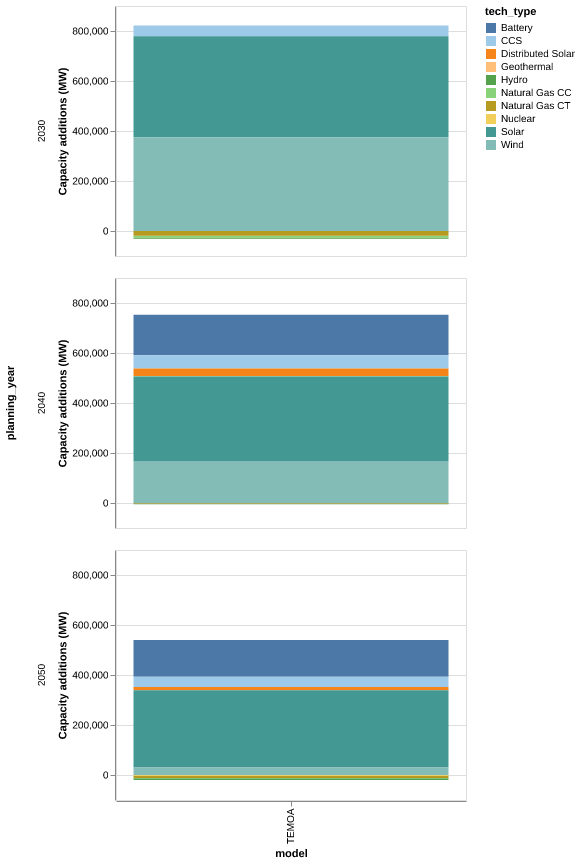 tech_type
Battery
CCS
Distributed Solar
Geothermal
Hydro
Natural Gas CC
Natural Gas CT
Nuclear
Solar
Wind
planning_year
2030
Capacity additions (MW)
800,000
600,000
400,000
200,000
0
2040
Capacity additions (MW)
800,000
600,000
400,000
200,000
0
2050
Capacity additions (MW)
800,000
600,000
400,000
200,000
0
TEMOA
model